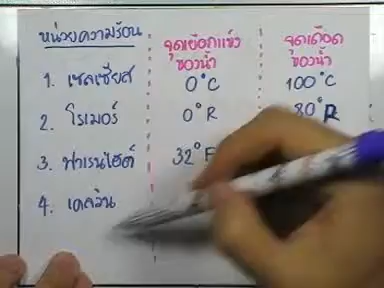 หน่วยความร้อน จุดเยือกแข็งของน้ำ จุดเดือดของน้ำ
1. เซลเซียส 0°C 100°C
2. โรเมอร์ 0°R 80°R
3. ฟาเรนไฮต์ 32°F
4. เคลวิน